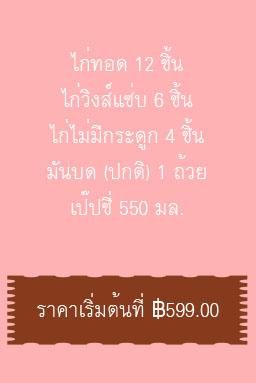 ไก่ทอด 12 ชิ้น
ไก่วิงส์แซ่บ 6 ชิ้น
ไก่ไม่มีกระดูก 4 ชิ้น
มันบด (ปกติ) 1 ถ้วย
เป๊ปซี่ 550 มล.
ราคาเริ่มต้นที่ ฿599.00